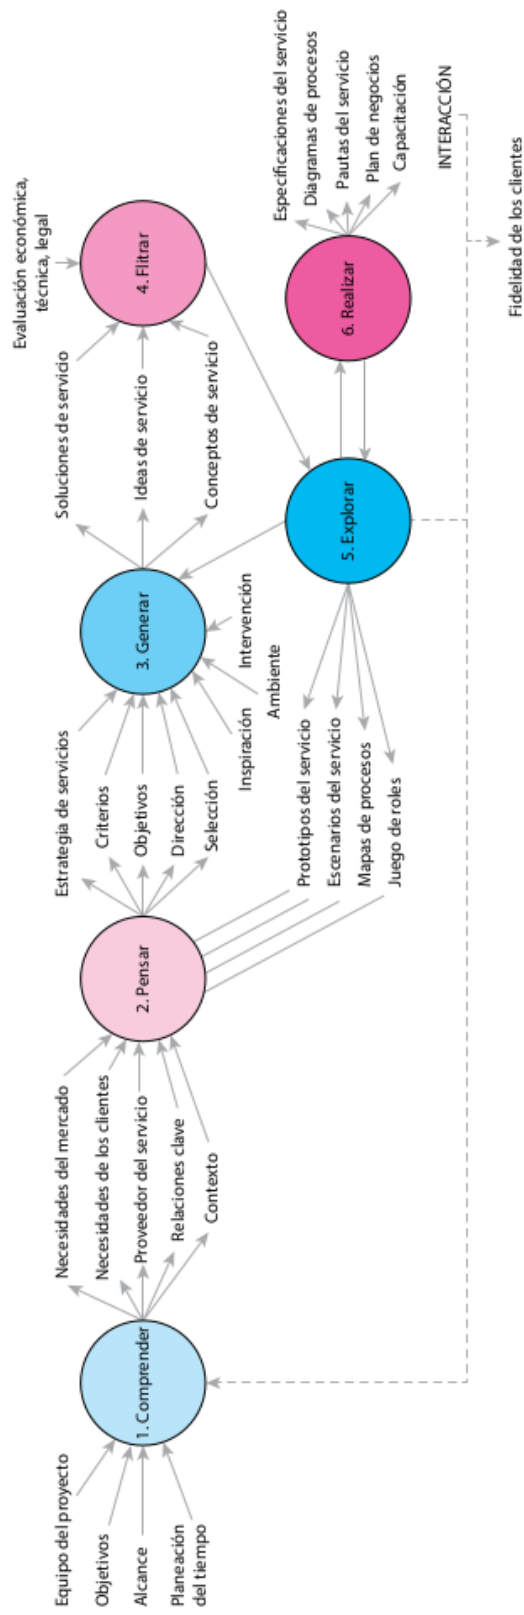 Equipo del proyecto
Objetivos
Alcance
Planeación
del tiempo
1. Comprender
Necesidades del mercado
Necesidades de los clientes
Proveedor del servicio
Relaciones clave
Contexto
2. Pensar
Estrategia de servicios
Criterios
Objetivos
Dirección
Selección
Inspiración
Ambiente
Intervención
3. Generar
Soluciones de servicio
Ideas de servicio
Conceptos de servicio
Evaluación económica,
técnica, legal
4. Flitrar
Prototipos del servicio
Escenarios del servicio
Mapas de procesos
Juego de roles
5. Explorar
6. Realizar
Especificaciones del servicio
Diagramas de procesos
Pautas del servicio
Plan de negocios
Capacitación
INTERACCIÓN
Fidelidad de los clientes